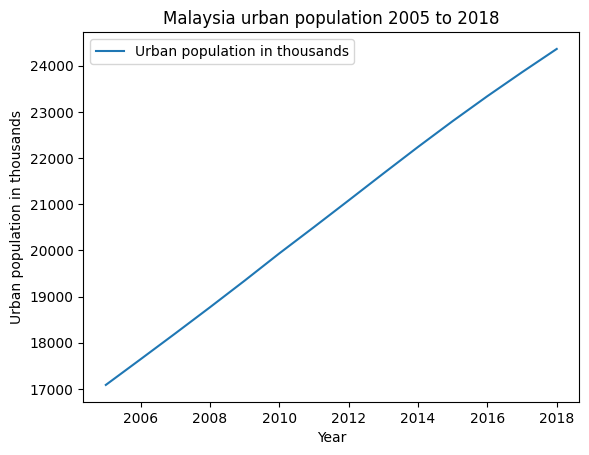 Malaysia urban population 2005 to 2018
Urban population in thousands
Urban population in thousands
24000
23000
22000
21000
20000
19000
18000
17000
2006 2008 2010 2012 2014 2016 2018
Year